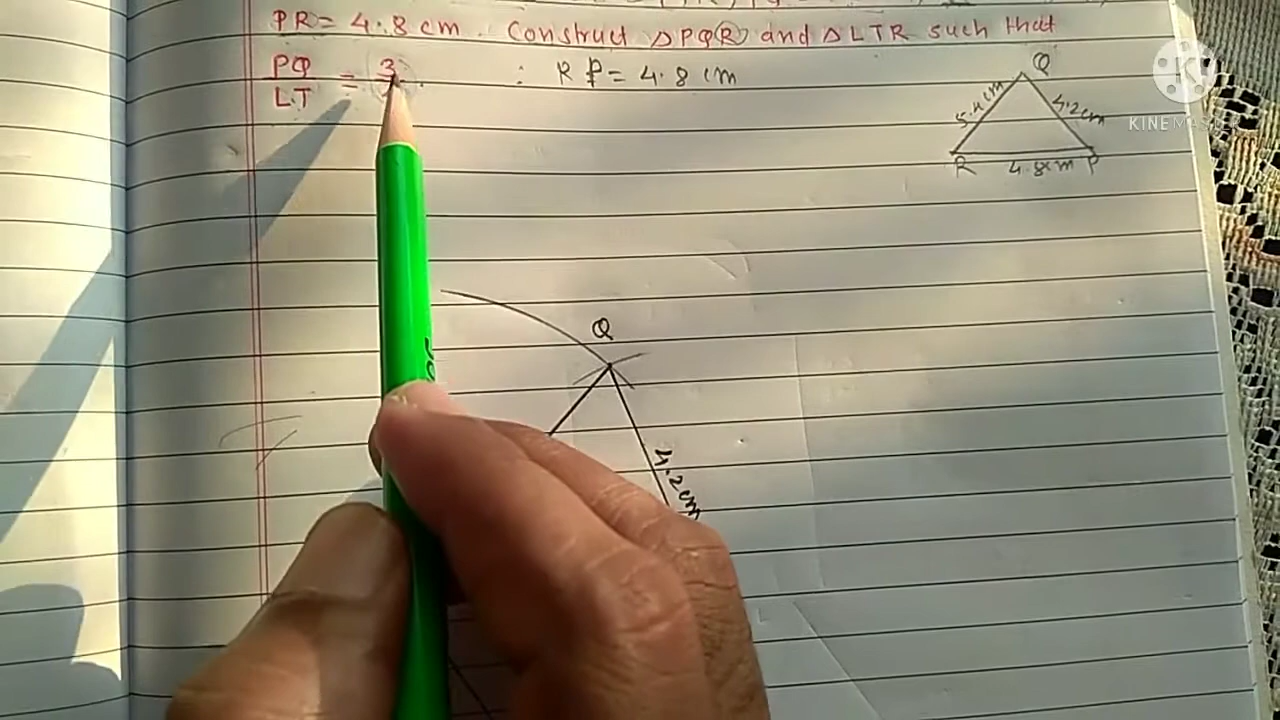 PR = 4.8 cm. Construct △PQR and △LTR such that
PQ
LT
= 3
: RP = 4.8 cm
Q
5.4cm
4.2cm
R 4.8cm P
KINEMASTER
Q
4.2cm